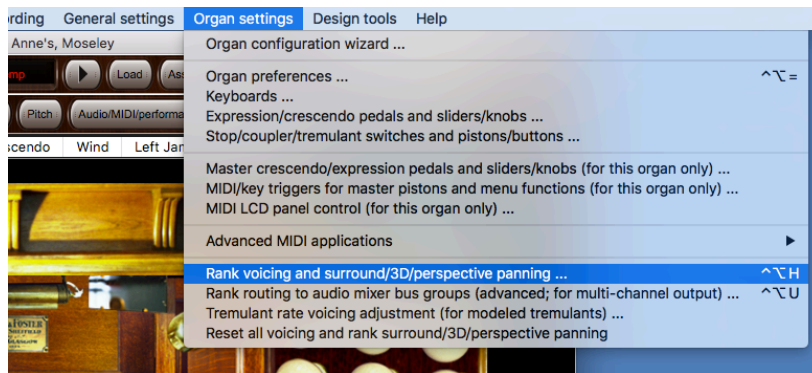 rding General settings Organ settings Design tools Help
Anne's, Moseley
Organ configuration wizard ...
mp Load As
Organ preferences ... ^⌥ =
Keyboards ...
Pitch Audio/MIDI/performa
Expression/crescendo pedals and sliders/knobs ...
Stop/coupler/tremulant switches and pistons/buttons ...
scendo Wind Left Jar
Master crescendo/expression pedals and sliders/knobs (for this organ only) ...
MIDI/key triggers for master pistons and menu functions (for this organ only) ...
MIDI LCD panel control (for this organ only) ...
Advanced MIDI applications
Rank voicing and surround/3D/perspective panning ... ^⌥ H
Rank routing to audio mixer bus groups (advanced; for multi-channel output) ... ^⌥ U
Tremulant rate voicing adjustment (for modeled tremulants) ...
Reset all voicing and rank surround/3D/perspective panning